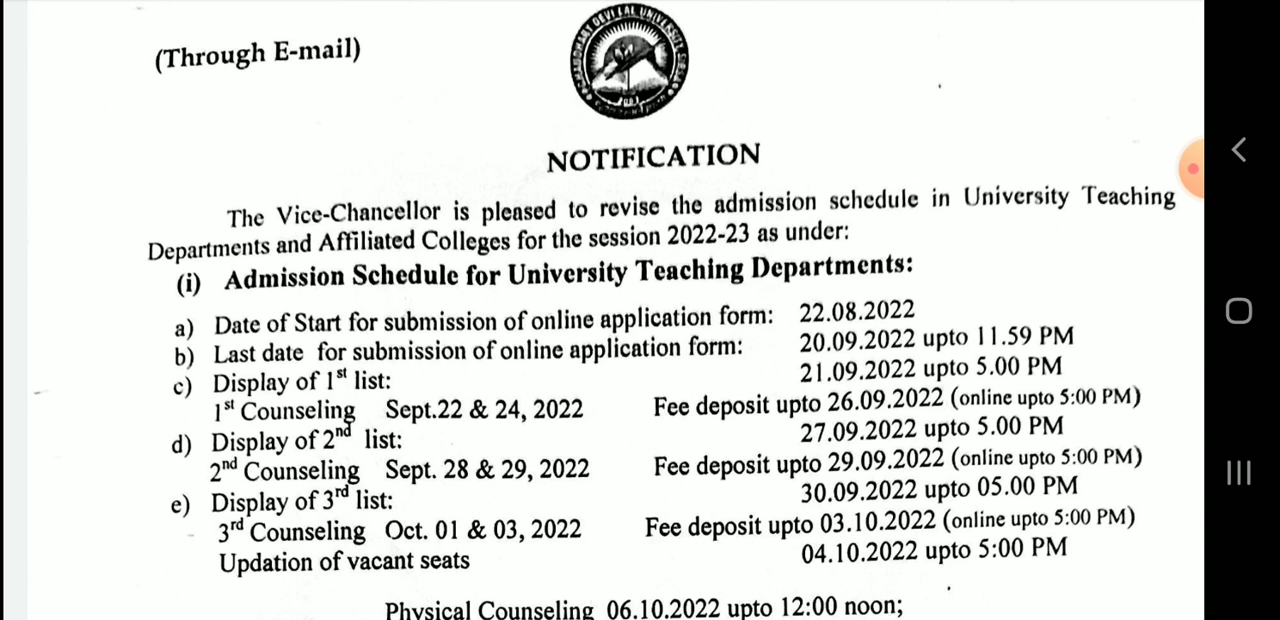 (Through E-mail)
CHAUDHARY DEVI LAL UNIVERSITY SIRSA
NOTIFICATION
The Vice-Chancellor is pleased to revise the admission schedule in University Teaching
Departments and Affiliated Colleges for the session 2022-23 as under:
(i) Admission Schedule for University Teaching Departments:
a) Date of Start for submission of online application form: 22.08.2022
b) Last date for submission of online application form: 20.09.2022 upto 11.59 PM
c) Display of 1st list: 21.09.2022 upto 5.00 PM
1st Counseling Sept.22 & 24, 2022 Fee deposit upto 26.09.2022 (online upto 5:00 PM)
d) Display of 2nd list: 27.09.2022 upto 5.00 PM
2nd Counseling Sept. 28 & 29, 2022 Fee deposit upto 29.09.2022 (online upto 5:00 PM)
e) Display of 3rd list: 30.09.2022 upto 05.00 PM
3rd Counseling Oct. 01 & 03, 2022 Fee deposit upto 03.10.2022 (online upto 5:00 PM)
Updation of vacant seats 04.10.2022 upto 5:00 PM
Physical Counseling 06.10.2022 upto 12:00 noon;